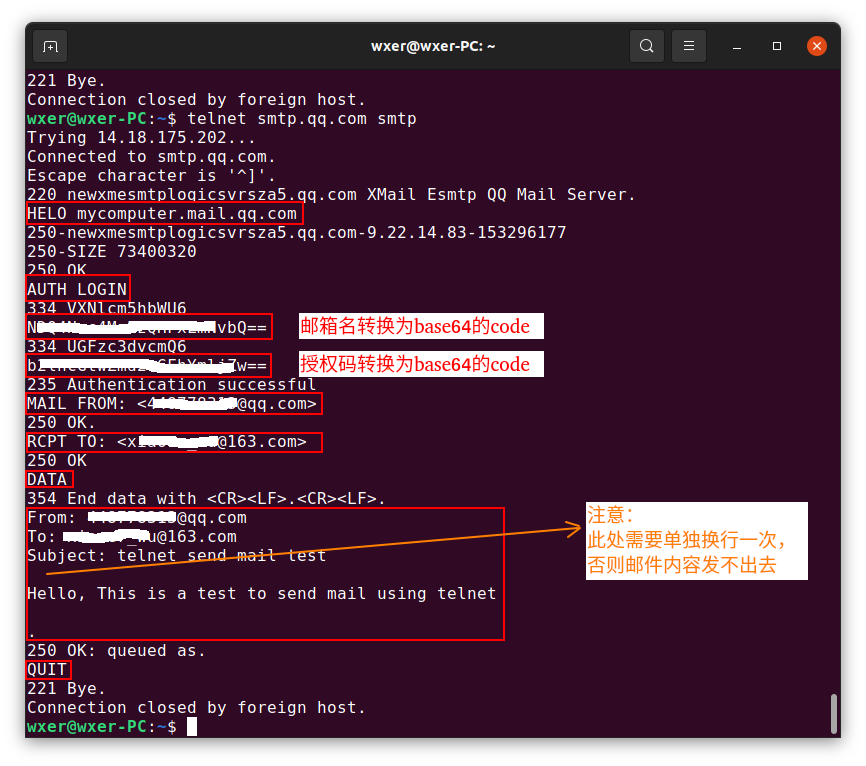 wxer@wxer-PC: ~
221 Bye.
Connection closed by foreign host.
wxer@wxer-PC:~$ telnet smtp.qq.com smtp
Trying 14.18.175.202...
Connected to smtp.qq.com.
Escape character is '^]'.
220 newxmesmtplogicsvrsza5.qq.com XMail Esmtp QQ Mail Server.
HELO mycomputer.mail.qq.com
250-newxmesmtplogicsvrsza5.qq.com-9.22.14.83-153296177
250-SIZE 73400320
250 OK
AUTH LOGIN
334 VXNlcm5hbWU6
vbQ== 邮箱名转换为base64的code
334 UGFzc3dvcmQ6
w== 授权码转换为base64的code
235 Authentication successful
MAIL FROM: < @qq.com>
250 OK.
RCPT TO: < @163.com>
250 OK
DATA
354 End data with <CR><LF>.<CR><LF>.
From: @qq.com
To: @163.com
Subject: telnet send mail test
注意：
此处需要单独换行一次，
否则邮件内容发不出去
Hello, This is a test to send mail using telnet
.
250 OK: queued as.
QUIT
221 Bye.
Connection closed by foreign host.
wxer@wxer-PC:~$